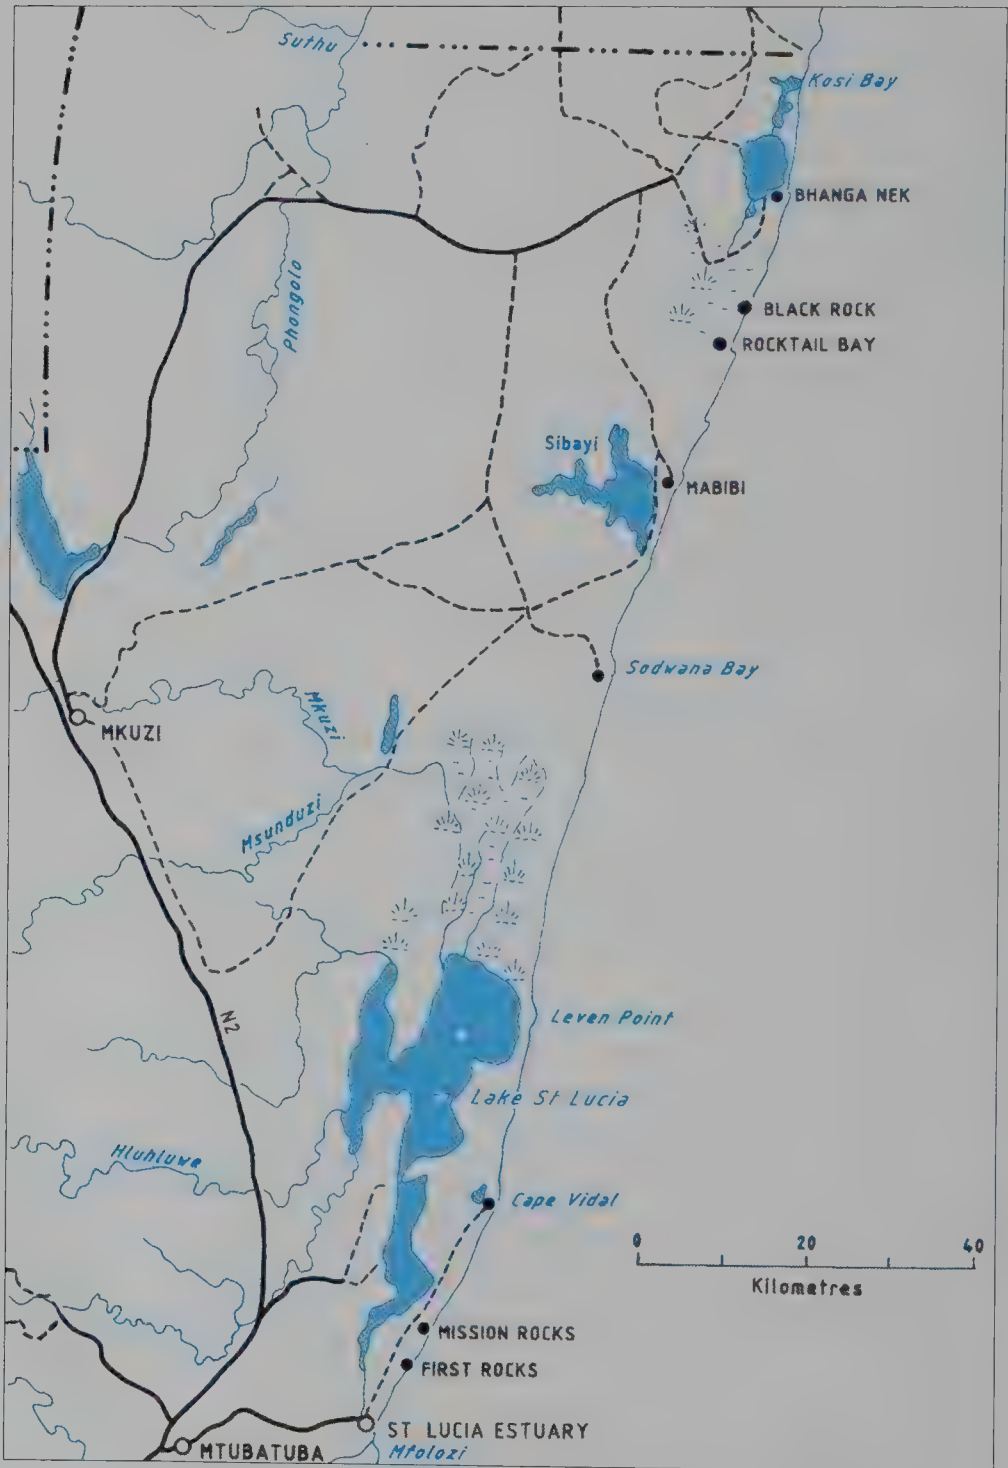 Suthu
Kosi Bay
BHANGA NEK
Phongolo
BLACK ROCK
ROCKTAIL BAY
Sibayi
MABIBI
Sodwana Bay
Mkuzi
MKUZI
Msunduzi
N2
Leven Point
Lake St Lucia
Hluhluwe
Cape Vidal
0 20 40
Kilometres
MISSION ROCKS
FIRST ROCKS
ST LUCIA ESTUARY
MTUBATUBA
Mfolozi